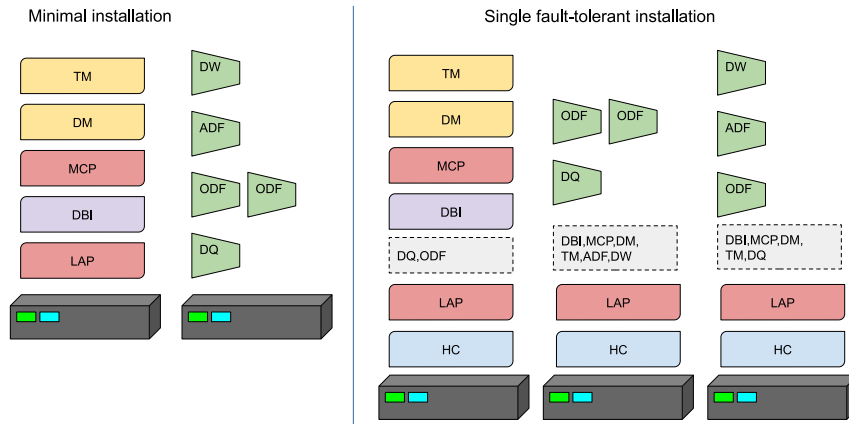 Minimal installation
TM
DM
MCP
DBI
LAP
DW
ADF
ODF
ODF
DQ
Single fault-tolerant installation
TM
DM
MCP
DBI
DQ,ODF
LAP
HC
ODF
ODF
DQ
DBI,MCP,DM,
TM,ADF,DW
LAP
HC
DW
ADF
ODF
DBI,MCP,DM,
TM,DQ
LAP
HC